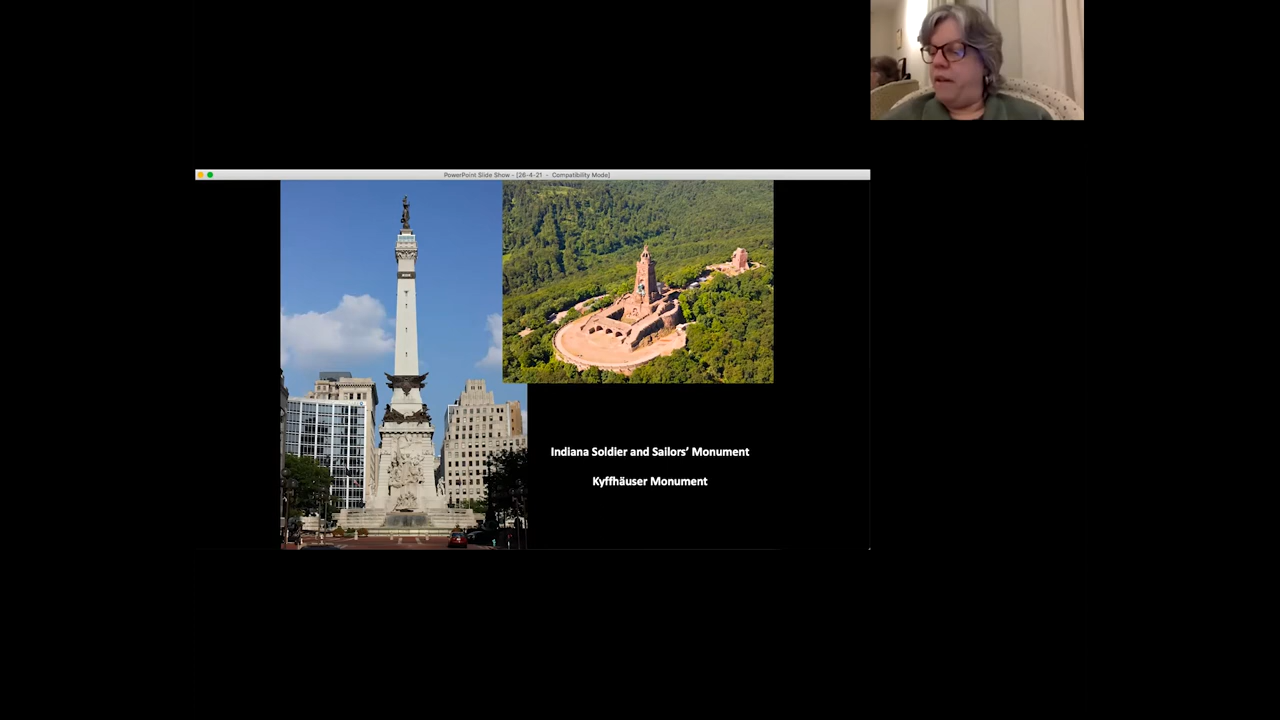 PowerPoint Slide Show - [26-4-21 - Compatibility Mode]
Indiana Soldier and Sailors' Monument
Kyffhäuser Monument